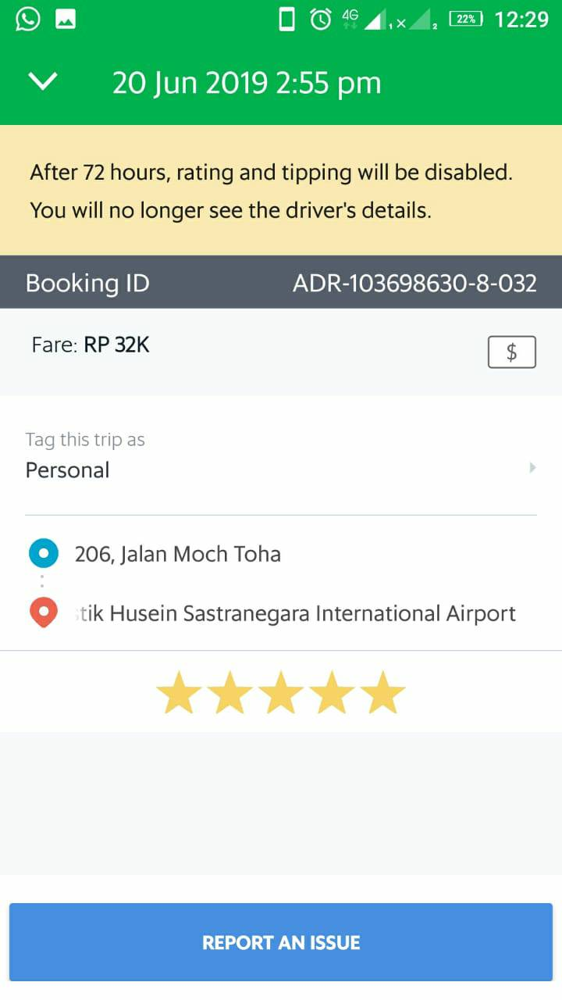 4G 1 2 22% 12:29
20 Jun 2019 2:55 pm
After 72 hours, rating and tipping will be disabled.
You will no longer see the driver's details.
Booking ID ADR-103698630-8-032
Fare: RP 32K $
Tag this trip as
Personal
206, Jalan Moch Toha
tik Husein Sastranegara International Airport
REPORT AN ISSUE